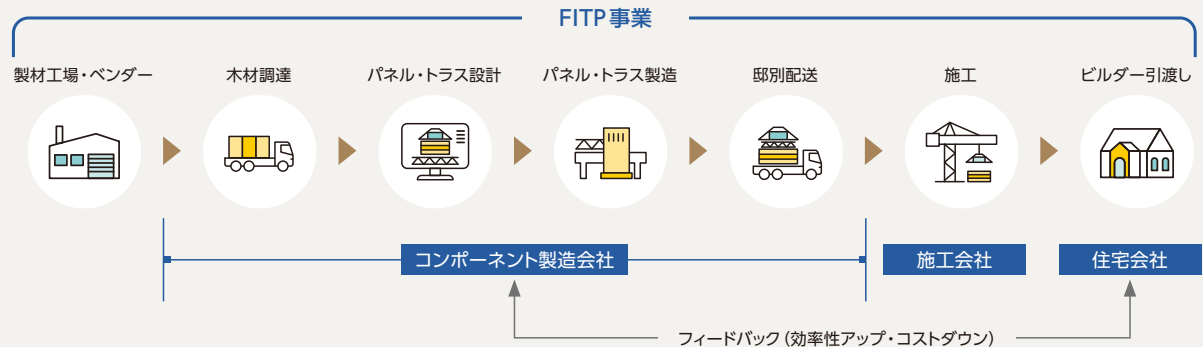 FITP事業
製材工場・ベンダー
木材調達
パネル・トラス設計
パネル・トラス製造
邸別配送
施工
ビルダー引渡し
コンポーネント製造会社
施工会社
住宅会社
フィードバック（効率性アップ・コストダウン）